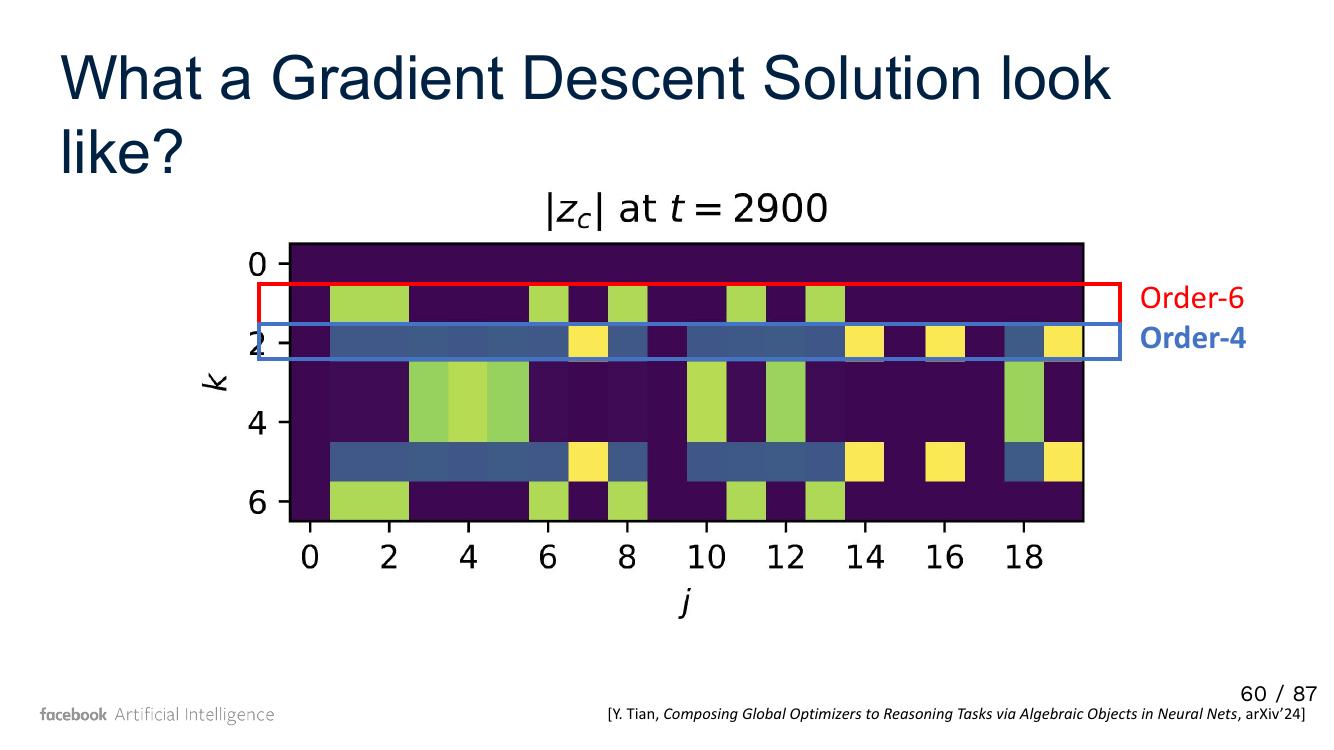 What a Gradient Descent Solution look
like?
|z_c| at t = 2900
0
2
4
6
k
0 2 4 6 8 10 12 14 16 18
j
Order-6
Order-4
60 / 87
facebook Artificial Intelligence
[Y. Tian, Composing Global Optimizers to Reasoning Tasks via Algebraic Objects in Neural Nets, arXiv’24]